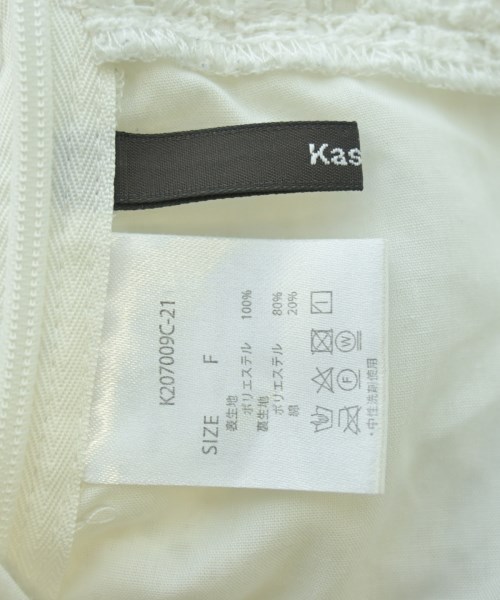 Kas
K207009C-21
SIZE F
表生地
ポリエステル 100%
裏生地
ポリエステル 80%
綿 20%
F W
・中性洗剤使用